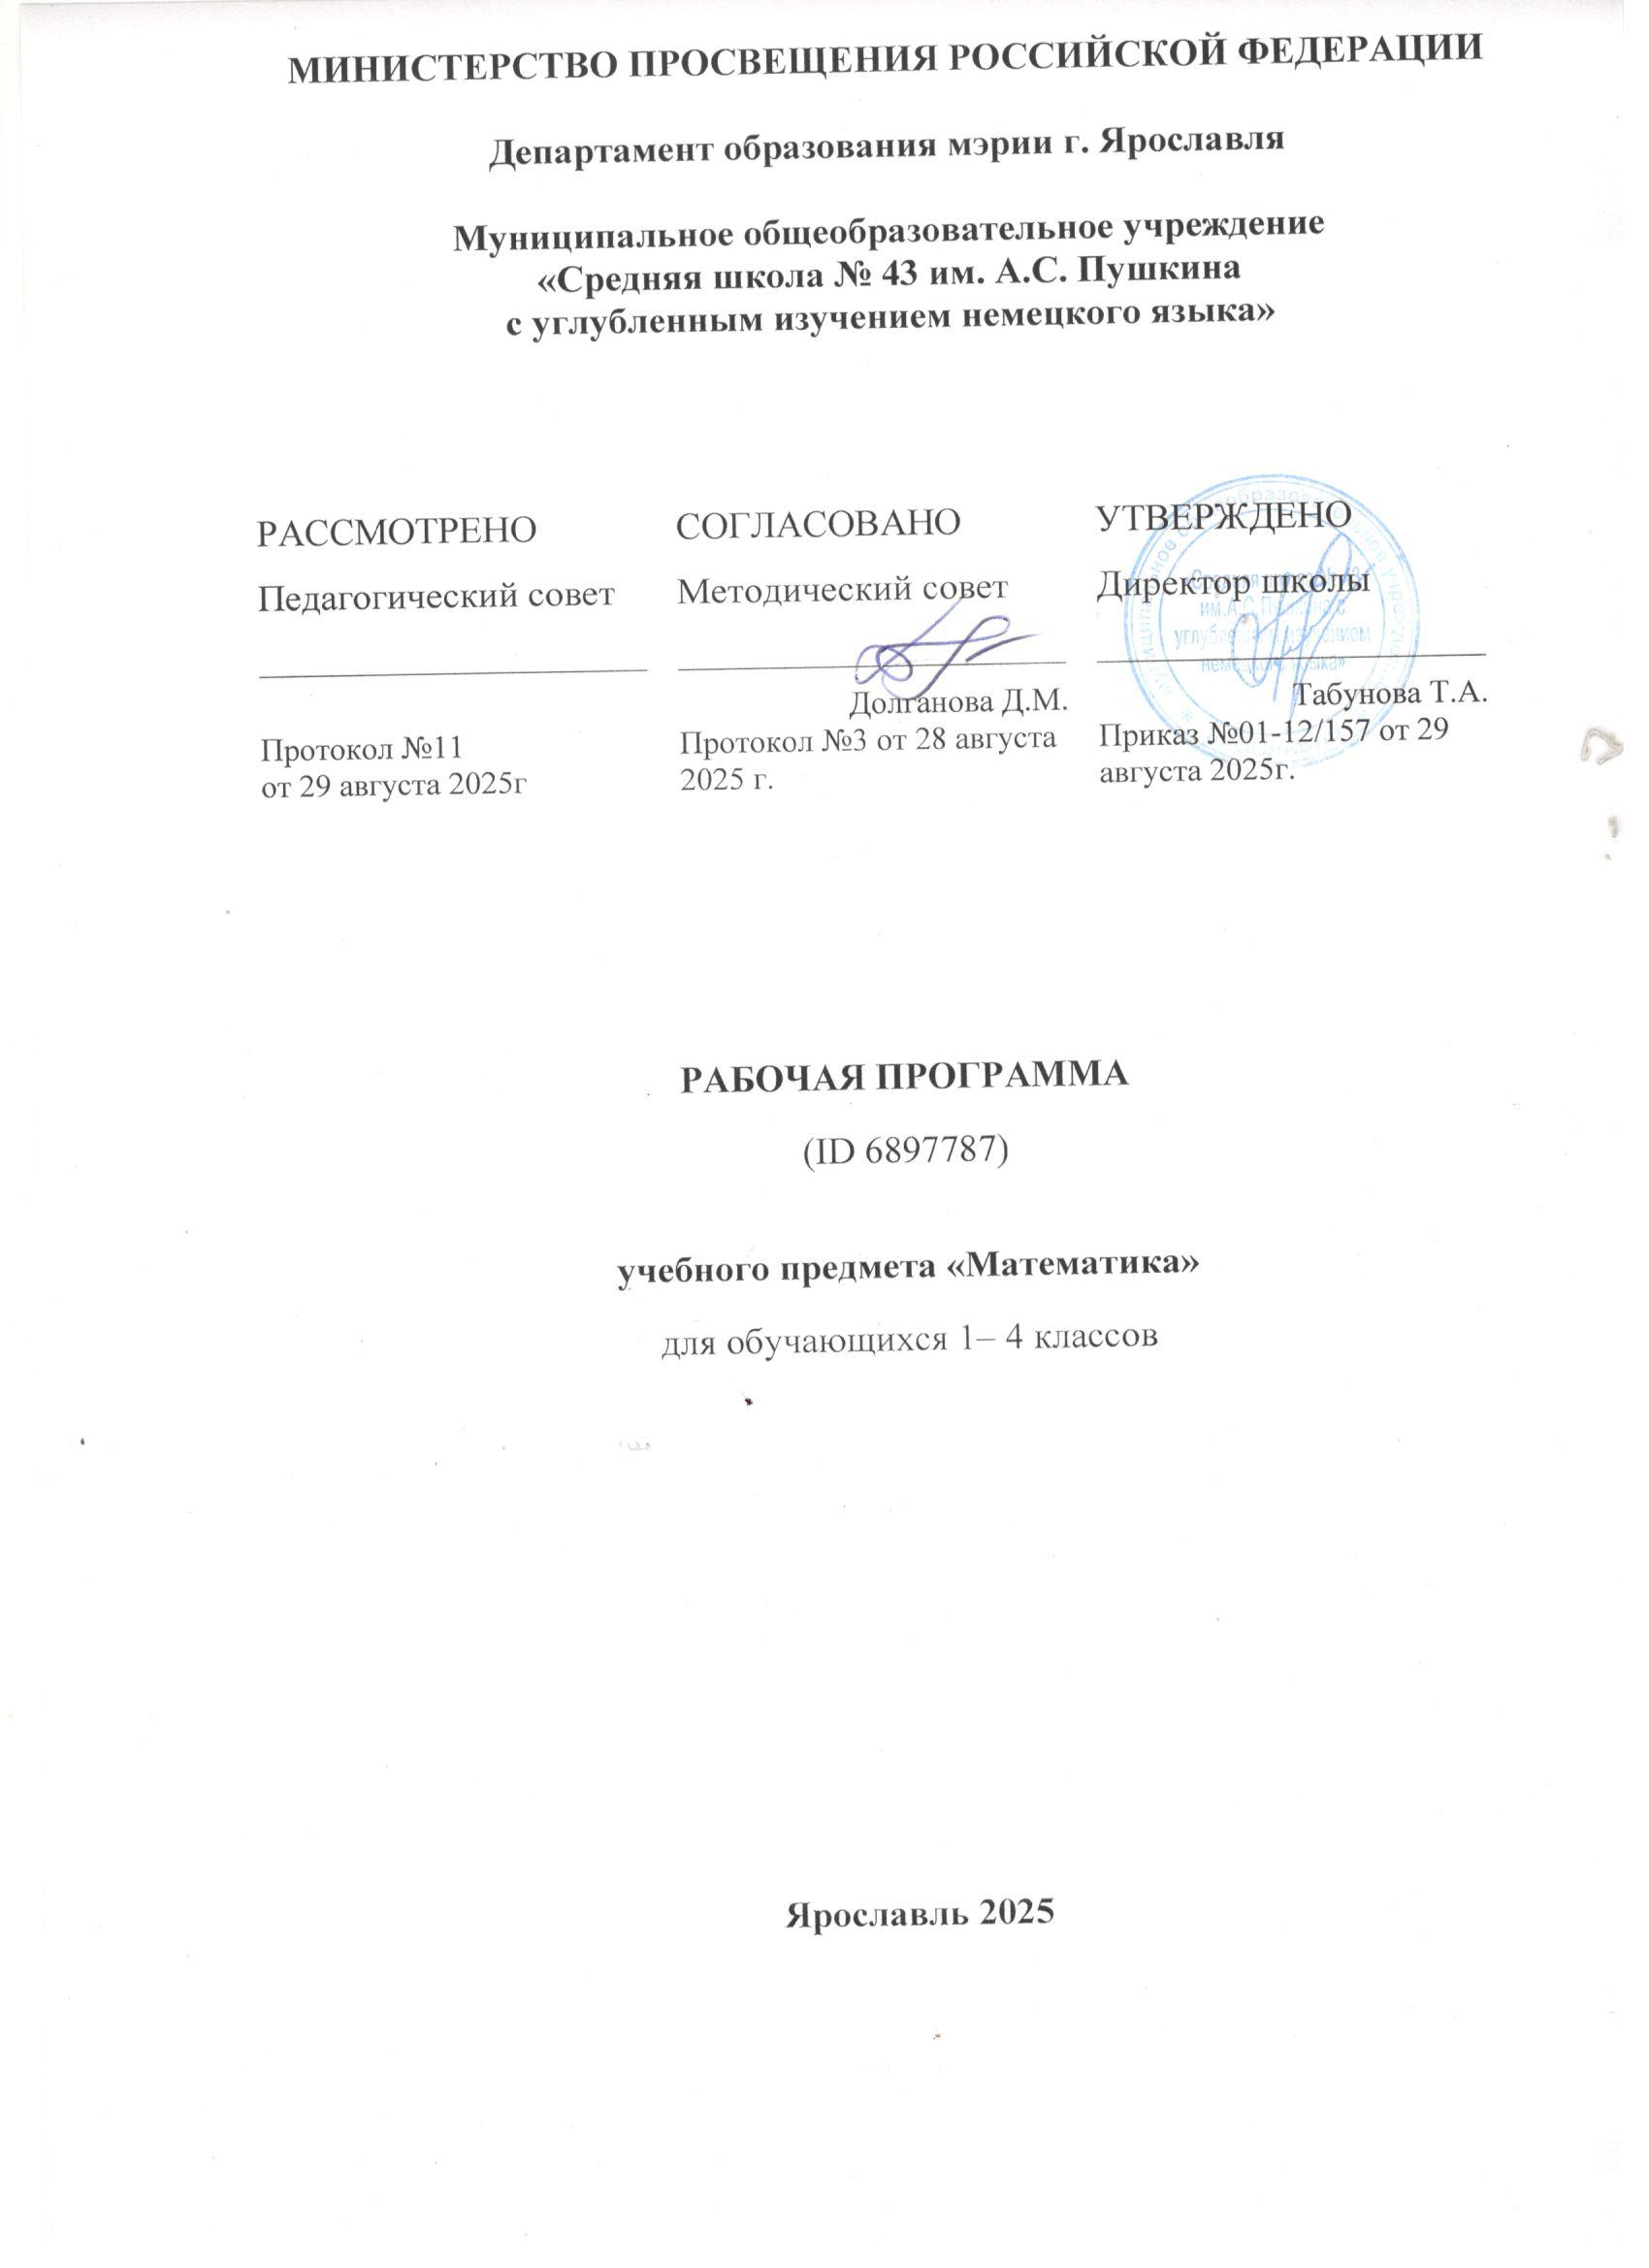 МИНИСТЕРСТВО ПРОСВЕЩЕНИЯ РОССИЙСКОЙ ФЕДЕРАЦИИ
Департамент образования мэрии г. Ярославля
Муниципальное общеобразовательное учреждение
«Средняя школа № 43 им. А.С. Пушкина
с углубленным изучением немецкого языка»
РАССМОТРЕНО
Педагогический совет
Протокол №11
от 29 августа 2025г
СОГЛАСОВАНО
Методический совет
Долганова Д.М.
Протокол №3 от 28 августа
2025 г.
УТВЕРЖДЕНО
Директор школы
Табунова Т.А.
Приказ №01-12/157 от 29
августа 2025г.
РАБОЧАЯ ПРОГРАММА
(ID 6897787)
учебного предмета «Математика»
для обучающихся 1– 4 классов
Ярославль 2025